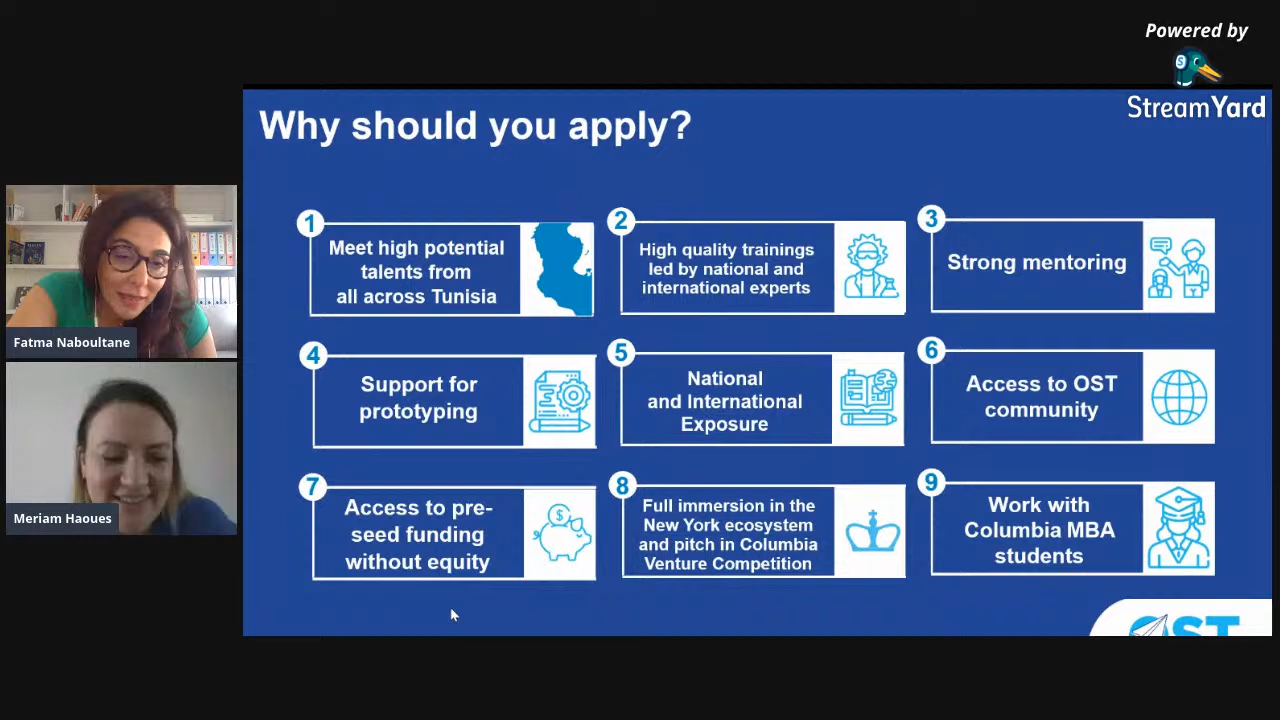 Powered by
StreamYard
Why should you apply?
1
Meet high potential
talents from
all across Tunisia
2
High quality trainings
led by national and
international experts
3
Strong mentoring
4
Support for
prototyping
5
National
and International
Exposure
6
Access to OST
community
7
Access to pre-
seed funding
without equity
8
Full immersion in the
New York ecosystem
and pitch in Columbia
Venture Competition
9
Work with
Columbia MBA
students
OST
Fatma Naboultane
Meriam Haoues